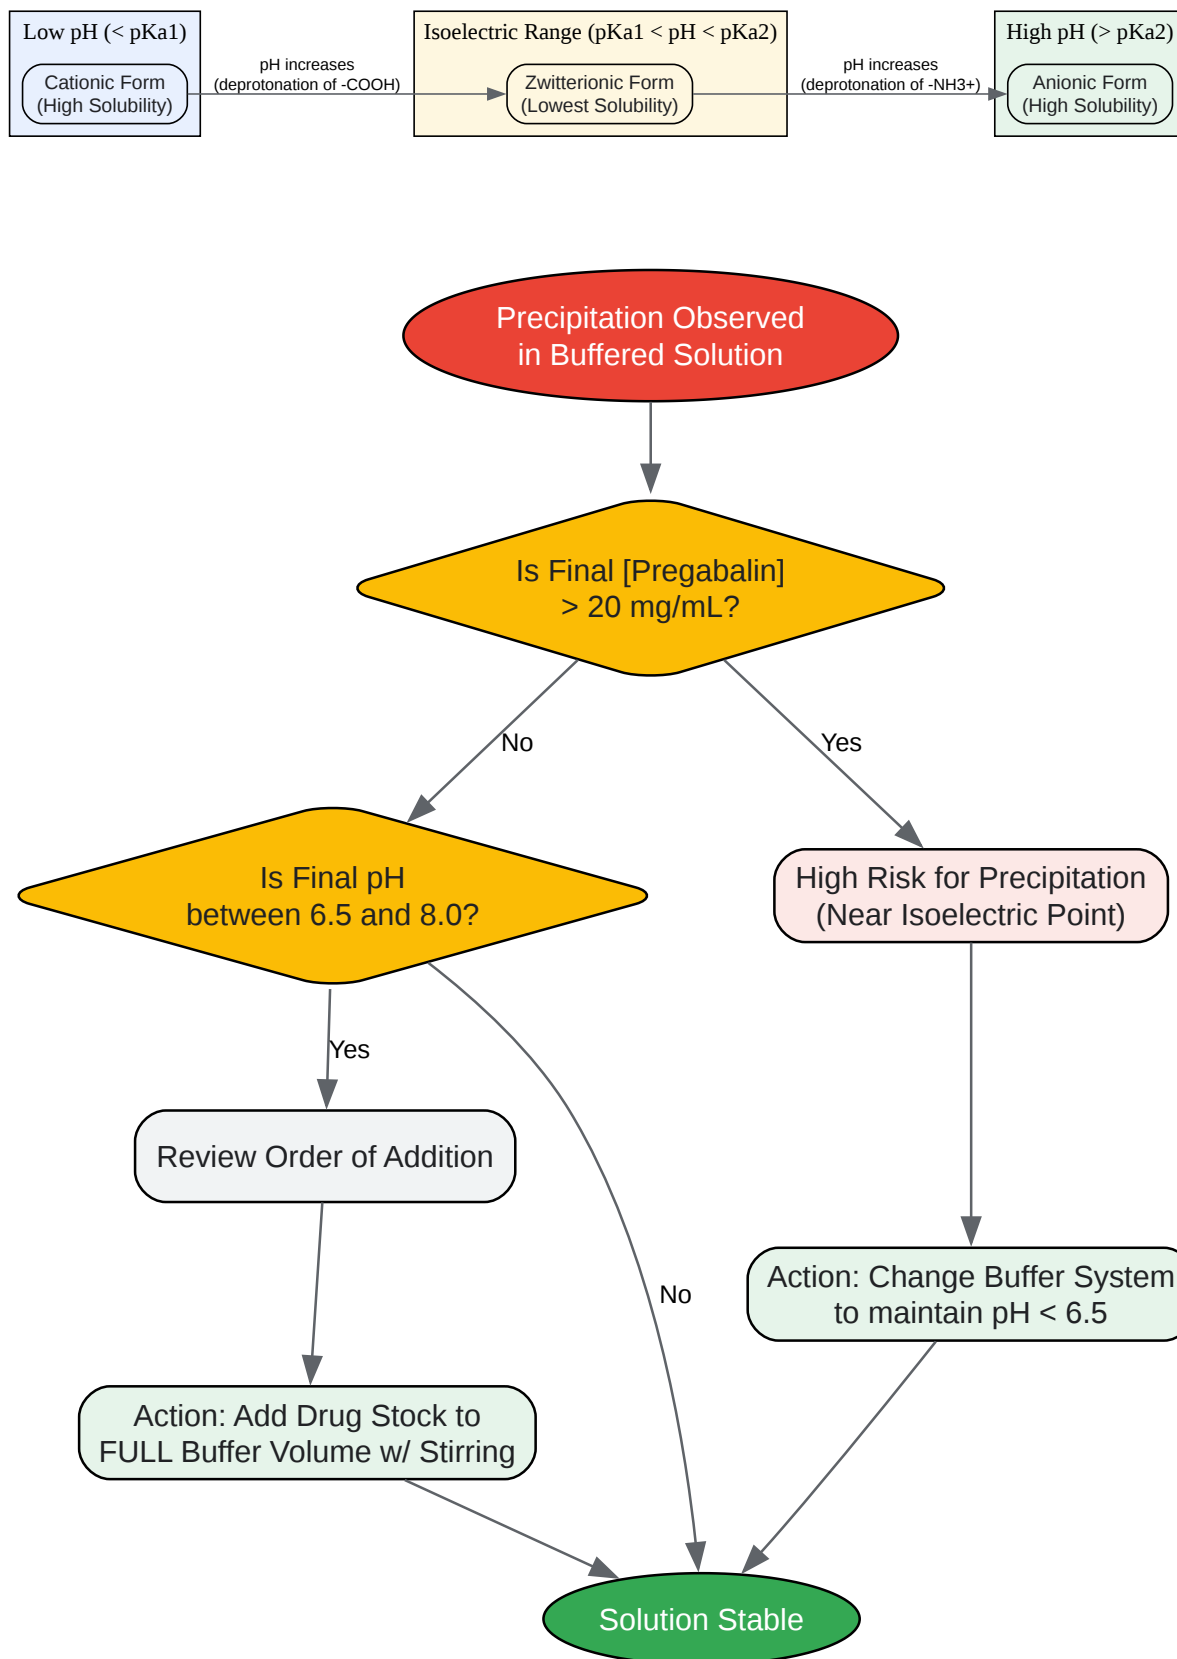 Low pH (< pKa1)
Cationic Form
(High Solubility)
pH increases
(deprotonation of -COOH)
Isoelectric Range (pKa1 < pH < pKa2)
Zwitterionic Form
(Lowest Solubility)
pH increases
(deprotonation of -NH3+)
High pH (> pKa2)
Anionic Form
(High Solubility)
Precipitation Observed
in Buffered Solution
Is Final [Pregabalin]
> 20 mg/mL?
No
Yes
Is Final pH
between 6.5 and 8.0?
High Risk for Precipitation
(Near Isoelectric Point)
Yes
Review Order of Addition
No
Action: Change Buffer System
to maintain pH < 6.5
Action: Add Drug Stock to
FULL Buffer Volume w/ Stirring
Solution Stable